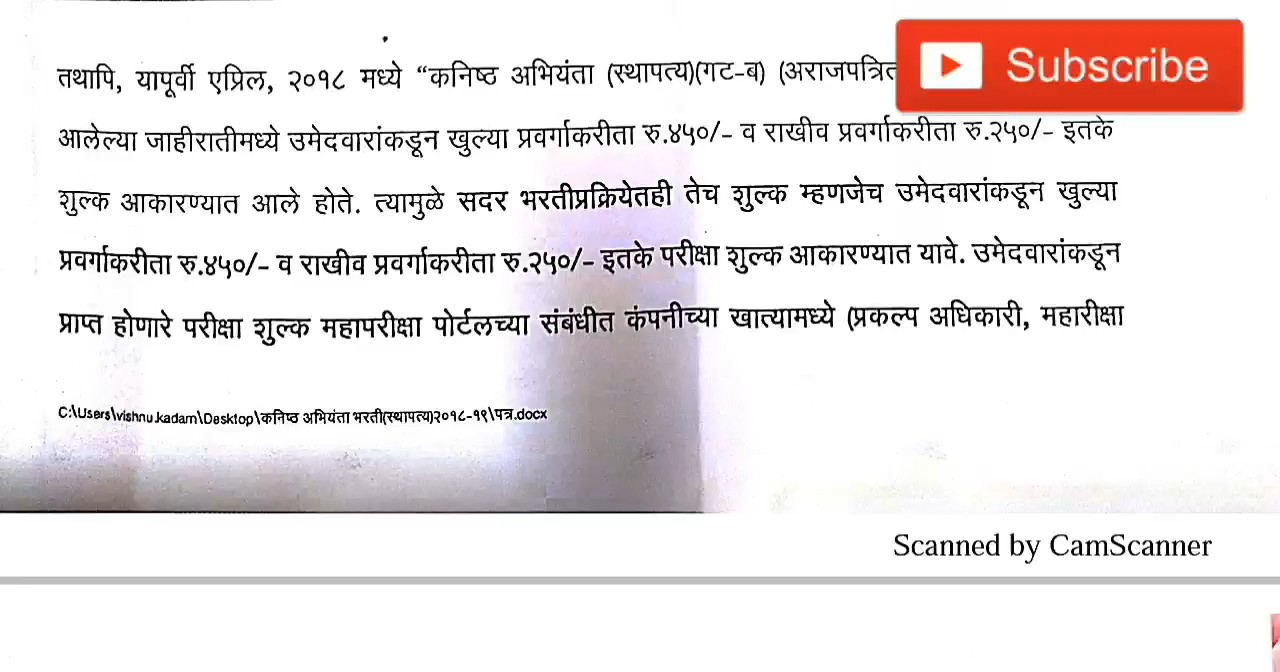 तथापि, यापूर्वी एप्रिल, २०१८ मध्ये “कनिष्ठ अभियंता (स्थापत्य)(गट-ब) (अराजपत्रित
Subscribe
आलेल्या जाहीरातीमध्ये उमेदवारांकडून खुल्या प्रवर्गाकरीता रु.४५०/- व राखीव प्रवर्गाकरीता रु.२५०/- इतके
शुल्क आकारण्यात आले होते. त्यामुळे सदर भरतीप्रक्रियेतही तेच शुल्क म्हणजेच उमेदवारांकडून खुल्या
प्रवर्गाकरीता रु.४५०/- व राखीव प्रवर्गाकरीता रु.२५०/- इतके परीक्षा शुल्क आकारण्यात यावे. उमेदवारांकडून
प्राप्त होणारे परीक्षा शुल्क महापरीक्षा पोर्टलच्या संबंधीत कंपनीच्या खात्यामध्ये (प्रकल्प अधिकारी, महारीक्षा
C:\Users\vishnu.kadam\Desktop\कनिष्ठ अभियंता भरती(स्थापत्य)२०१८-१९\पत्र.docx
Scanned by CamScanner